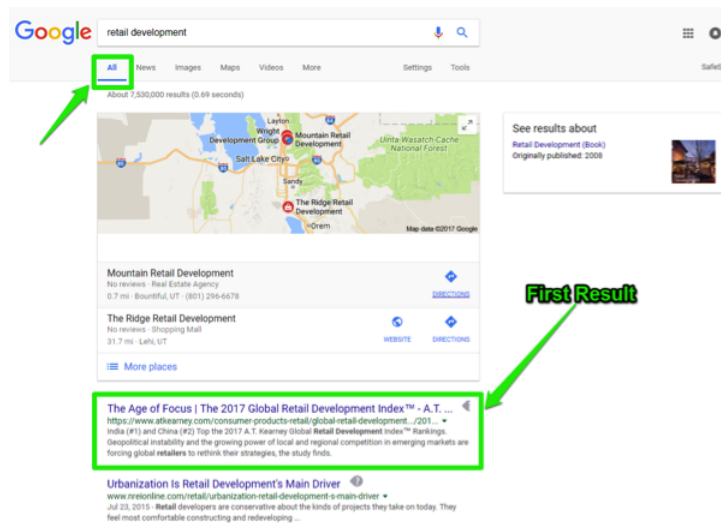 Google
retail development
All News Images Maps Videos More Settings Tools
About 7,530,000 results (0.69 seconds)
Layton
Wright
Development Group
Mountain Retail
Development
Salt Lake City
Uinta-Wasatch-Cache
National Forest
Sandy
The Ridge Retail
Development
Orem
Map data ©2017 Google
See results about
Retail Development (Book)
Originally published: 2008
Mountain Retail Development
No reviews · Real Estate Agency
0.7 mi · Bountiful, UT · (801) 296-6678
DIRECTIONS
The Ridge Retail Development
No reviews · Shopping Mall
31.7 mi · Lehi, UT
WEBSITE DIRECTIONS
More places
First Result
The Age of Focus | The 2017 Global Retail Development Index™ - A.T. ...
https://www.atkearney.com/consumer-products-retail/global-retail-development.../201...
India (#1) and China (#2) Top the 2017 A.T. Kearney Global Retail Development Index™ Rankings.
Geopolitical instability and the growing power of local and regional competition in emerging markets are
forcing global retailers to rethink their strategies, the study finds.
Urbanization Is Retail Development's Main Driver
www.nreionline.com/retail/urbanization-retail-development-s-main-driver
Jul 23, 2015 - Retail developers are conservative about the kinds of projects they take on today. They
feel most comfortable constructing and redeveloping ...